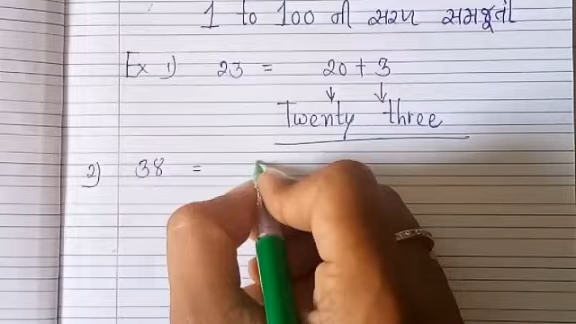 1 to 100 ની સરળ સમજૂતી
Ex 1) 23 = 20 + 3
↓ ↓
Twenty three
2) 38 =